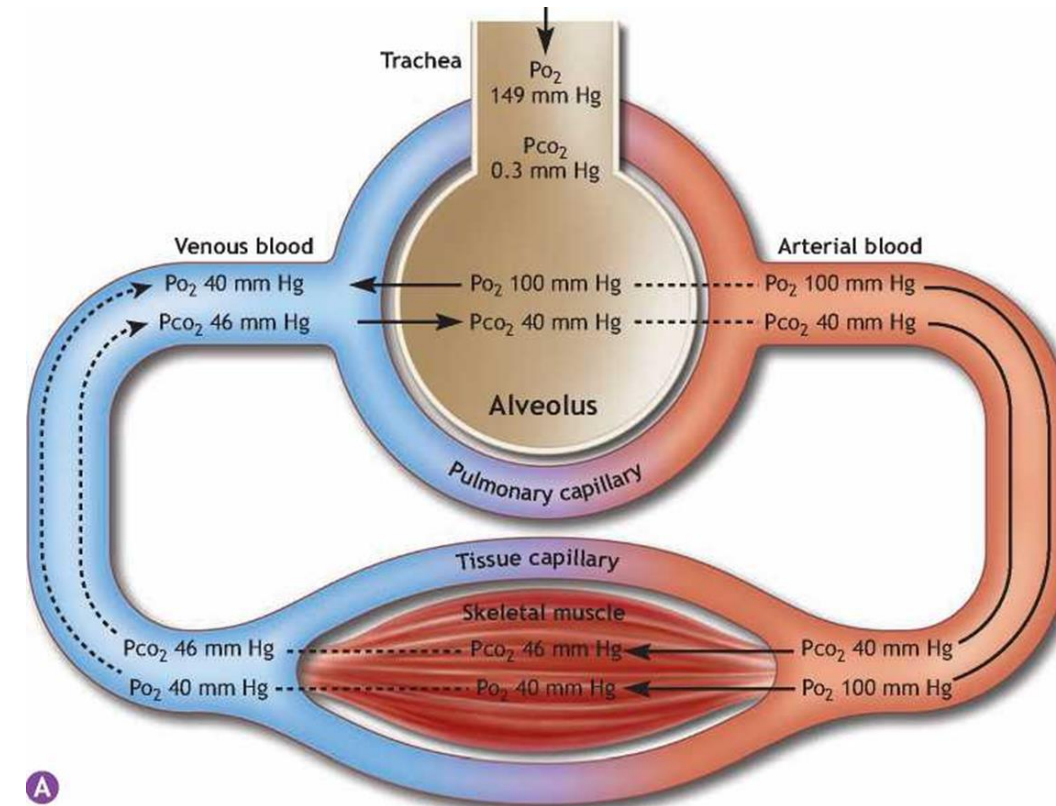 Trachea
Po₂
149 mm Hg
Pco₂
0.3 mm Hg
Venous blood
Arterial blood
Po₂ 40 mm Hg
Po₂ 100 mm Hg
Po₂ 100 mm Hg
Pco₂ 46 mm Hg
Pco₂ 40 mm Hg
Pco₂ 40 mm Hg
Alveolus
Pulmonary capillary
Tissue capillary
Skeletal muscle
Pco₂ 46 mm Hg
Pco₂ 46 mm Hg
Pco₂ 40 mm Hg
Po₂ 40 mm Hg
Po₂ 40 mm Hg
Po₂ 100 mm Hg
A